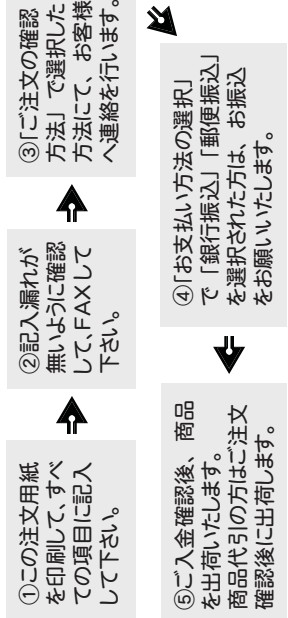 ①この注文用紙
を印刷して、すべ
ての項目に記入
して下さい。
②記入漏れが
無いように確認
して、FAXして
下さい。
③「ご注文の確認
方法」で選択した
方法にて、お客様
へ連絡を行います。
④「お支払い方法の選択」
で「銀行振込」「郵便振込」
を選択された方は、お振込
をお願いいたします。
⑤ご入金確認後、商品
を出荷いたします。
商品代引の方はご注文
確認後に出荷します。